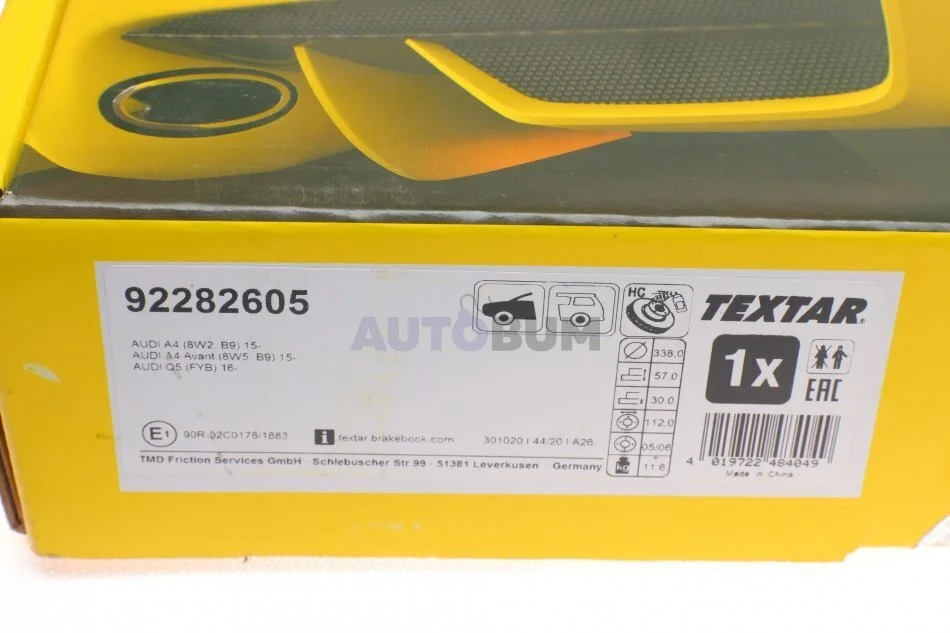 92282605
HC
TEXTAR
AUDI A4 (8W2, B9) 15-
AUDI A4 Avant (8W5, B9) 15-
AUDI Q5 (FYB) 16-
AUTOBUM
338,0
57.0
30.0
112.0
05/06
kg 11.6
1x
EAC
E1 90R-02C0178/1883
i textar.brakebook.com
301020 | 44/20 | A26
TMD Friction Services GmbH · Schlebuscher Str 99 · 51381 Leverkusen · Germany
4 019722 484049
Made in China